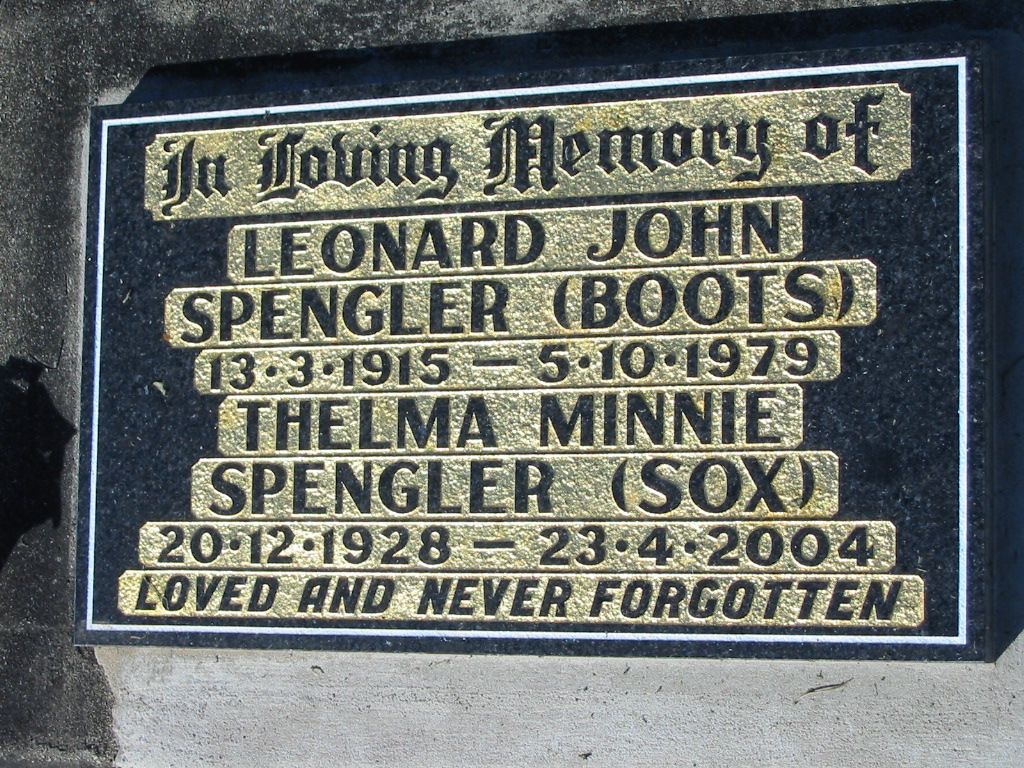 In Loving Memory of
LEONARD JOHN
SPENGLER (BOOTS)
13·3·1915 — 5·10·1979
THELMA MINNIE
SPENGLER (SOX)
20·12·1928 — 23·4·2004
LOVED AND NEVER FORGOTTEN